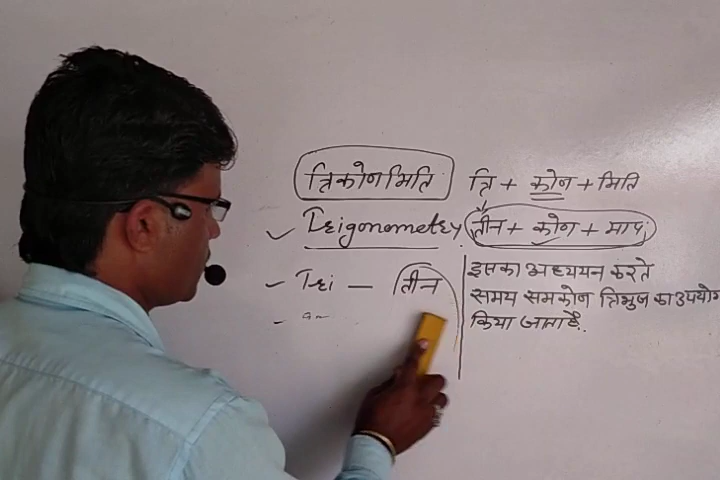 त्रिकोणमिति त्रि + कोण + मिति
Trigonometry तीन + कोण + माप
Tri — तीन
इसका अध्ययन करते
समय समकोण त्रिभुज का उपयोग
किया जाता है.